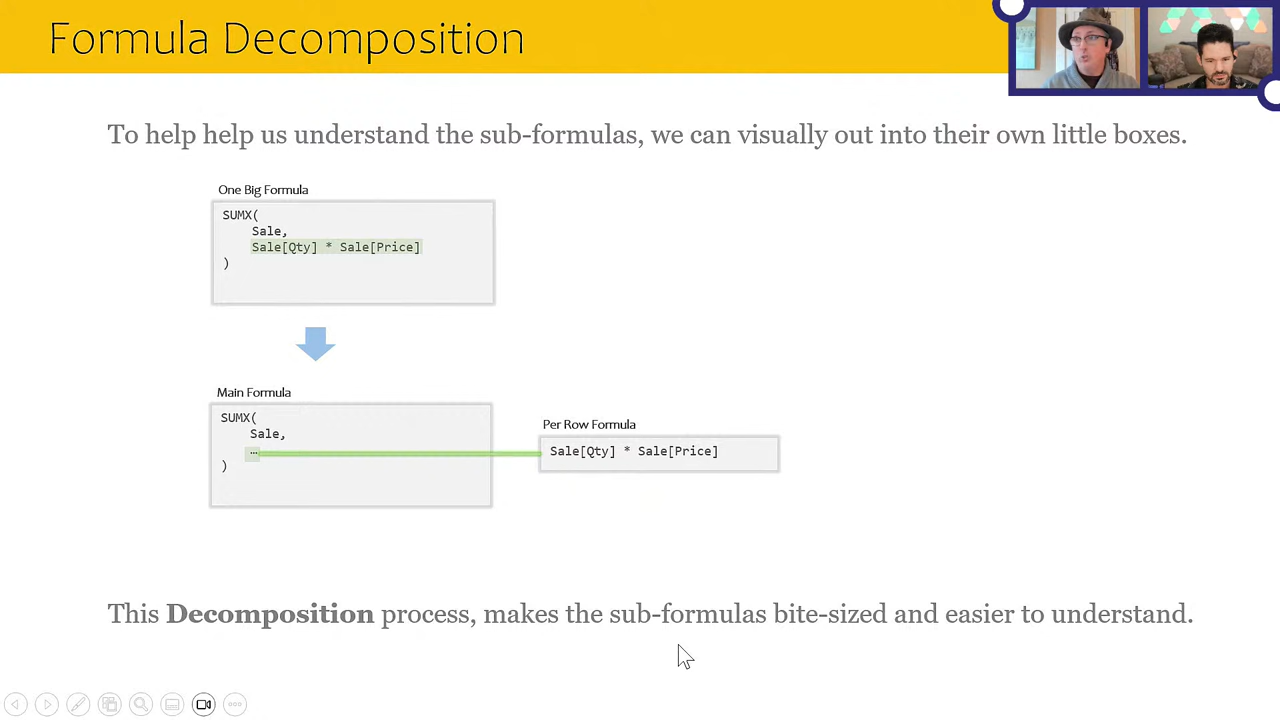 Formula Decomposition
To help help us understand the sub-formulas, we can visually out into their own little boxes.
One Big Formula
SUMX(
Sale,
Sale[Qty] * Sale[Price]
)
Main Formula
SUMX(
Sale,
...
)
Per Row Formula
Sale[Qty] * Sale[Price]
This Decomposition process, makes the sub-formulas bite-sized and easier to understand.